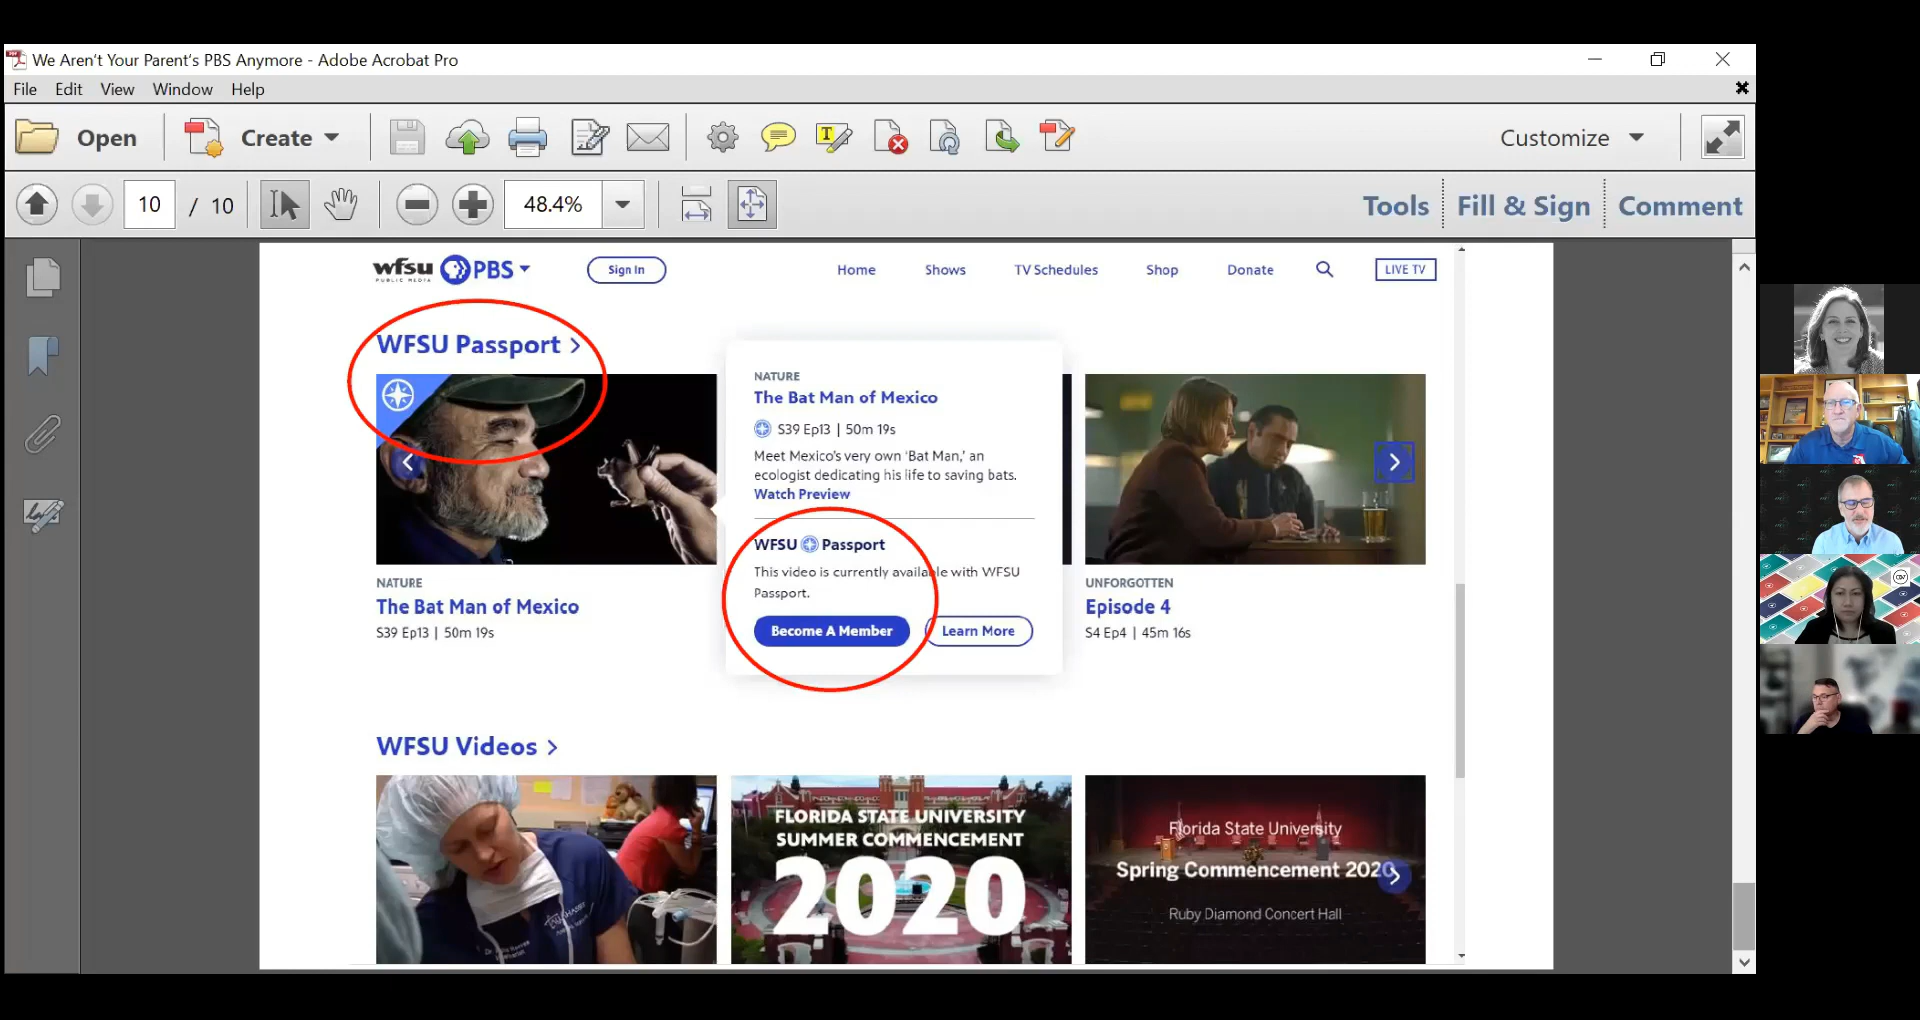 We Aren't Your Parent's PBS Anymore - Adobe Acrobat Pro
File Edit View Window Help
Open Create Customize
10 / 10 48.4% Tools Fill & Sign Comment
wfsu PBS Sign In Home Shows TV Schedules Shop Donate LIVE TV
PUBLIC MEDIA
WFSU Passport >
NATURE
The Bat Man of Mexico
S39 Ep13 | 50m 19s
Meet Mexico's very own 'Bat Man,' an
ecologist dedicating his life to saving bats.
Watch Preview
WFSU Passport
This video is currently available with WFSU
Passport.
Become A Member Learn More
NATURE
The Bat Man of Mexico
S39 Ep13 | 50m 19s
UNFORGOTTEN
Episode 4
S4 Ep4 | 45m 16s
WFSU Videos >
FLORIDA STATE UNIVERSITY
SUMMER COMMENCEMENT
2020
Florida State University
Spring Commencement 2020
Ruby Diamond Concert Hall